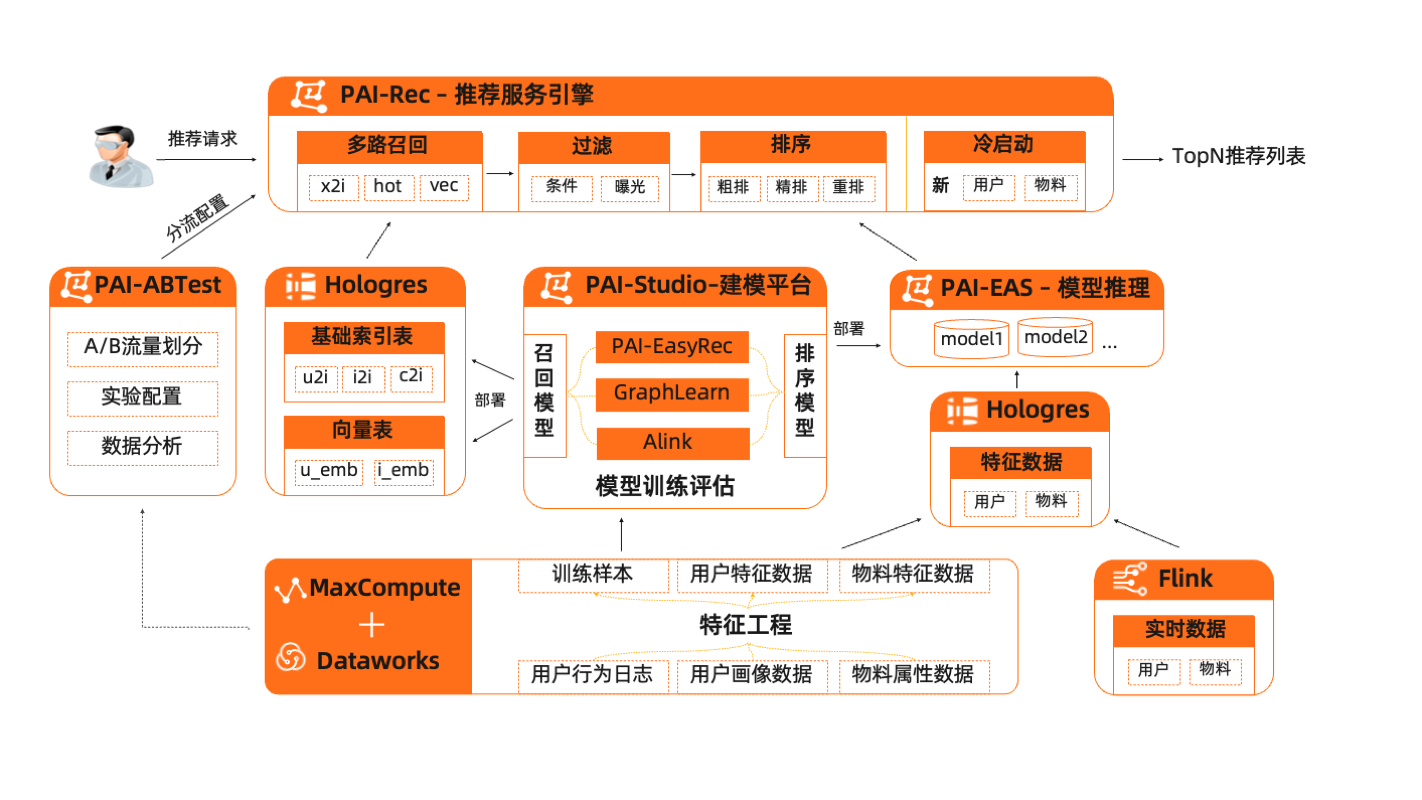 PAI-Rec – 推荐服务引擎
推荐请求
多路召回
x2i hot vec
过滤
条件 曝光
排序
粗排 精排 重排
冷启动
新 用户 物料
TopN推荐列表
分流配置
PAI-ABTest
A/B流量划分
实验配置
数据分析
Hologres
基础索引表
u2i i2i c2i
向量表
u_emb i_emb
部署
PAI-Studio-建模平台
召回模型
PAI-EasyRec
GraphLearn
Alink
排序模型
模型训练评估
部署
PAI-EAS – 模型推理
model1 model2 ...
Hologres
特征数据
用户 物料
MaxCompute
+
Dataworks
训练样本 用户特征数据 物料特征数据
特征工程
用户行为日志 用户画像数据 物料属性数据
Flink
实时数据
用户 物料